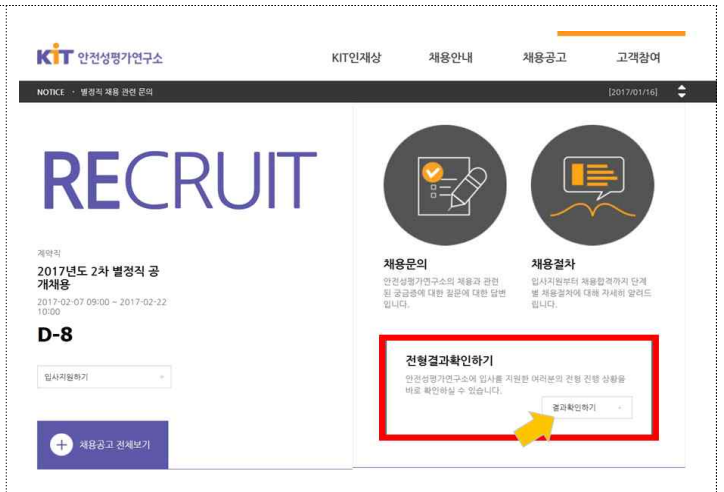 KIT 안전성평가연구소
KIT인재상 채용안내 채용공고 고객참여
NOTICE · 별정직 채용 관련 문의 [2017/01/16]
RECRUIT
계약직
2017년도 2차 별정직 공
개채용
2017-02-07 09:00 ~ 2017-02-22
10:00
D-8
입사지원하기
채용공고 전체보기
채용문의
안전성평가연구소의 채용과 관련
된 궁금증에 대한 질문에 대한 답변
입니다.
채용절차
입사지원부터 채용합격까지 단계
별 채용절차에 대해 자세히 알려드
립니다.
전형결과확인하기
안전성평가연구소에 입사를 지원한 여러분의 전형 진행 상황을
바로 확인하실 수 있습니다.
결과확인하기